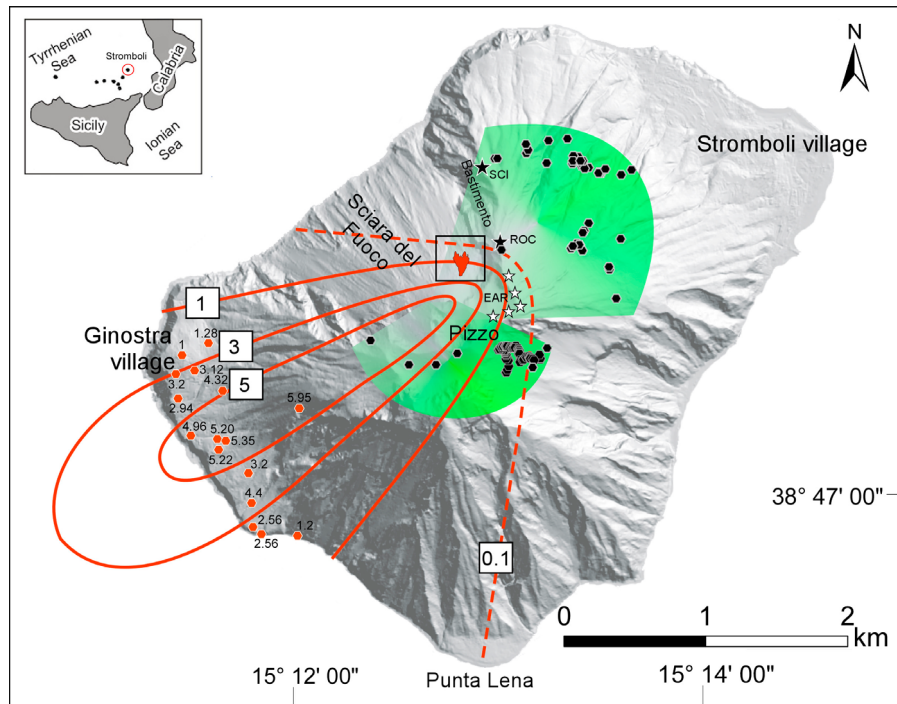 Tyrrhenian
Sea
Stromboli
Calabria
Sicily
Ionian
Sea
N
Stromboli village
SCI
Bastimento
ROC
Sciara del
Fuoco
EAR
Pizzo
1
3
5
0.1
Ginostra
village
1.28
1
3.12
3.2
4.32
2.94
5.95
4.96
5.20
5.35
5.22
3.2
4.4
2.56
1.2
2.56
38° 47' 00"
0
1
2
km
15° 12' 00"
15° 14' 00"
Punta Lena